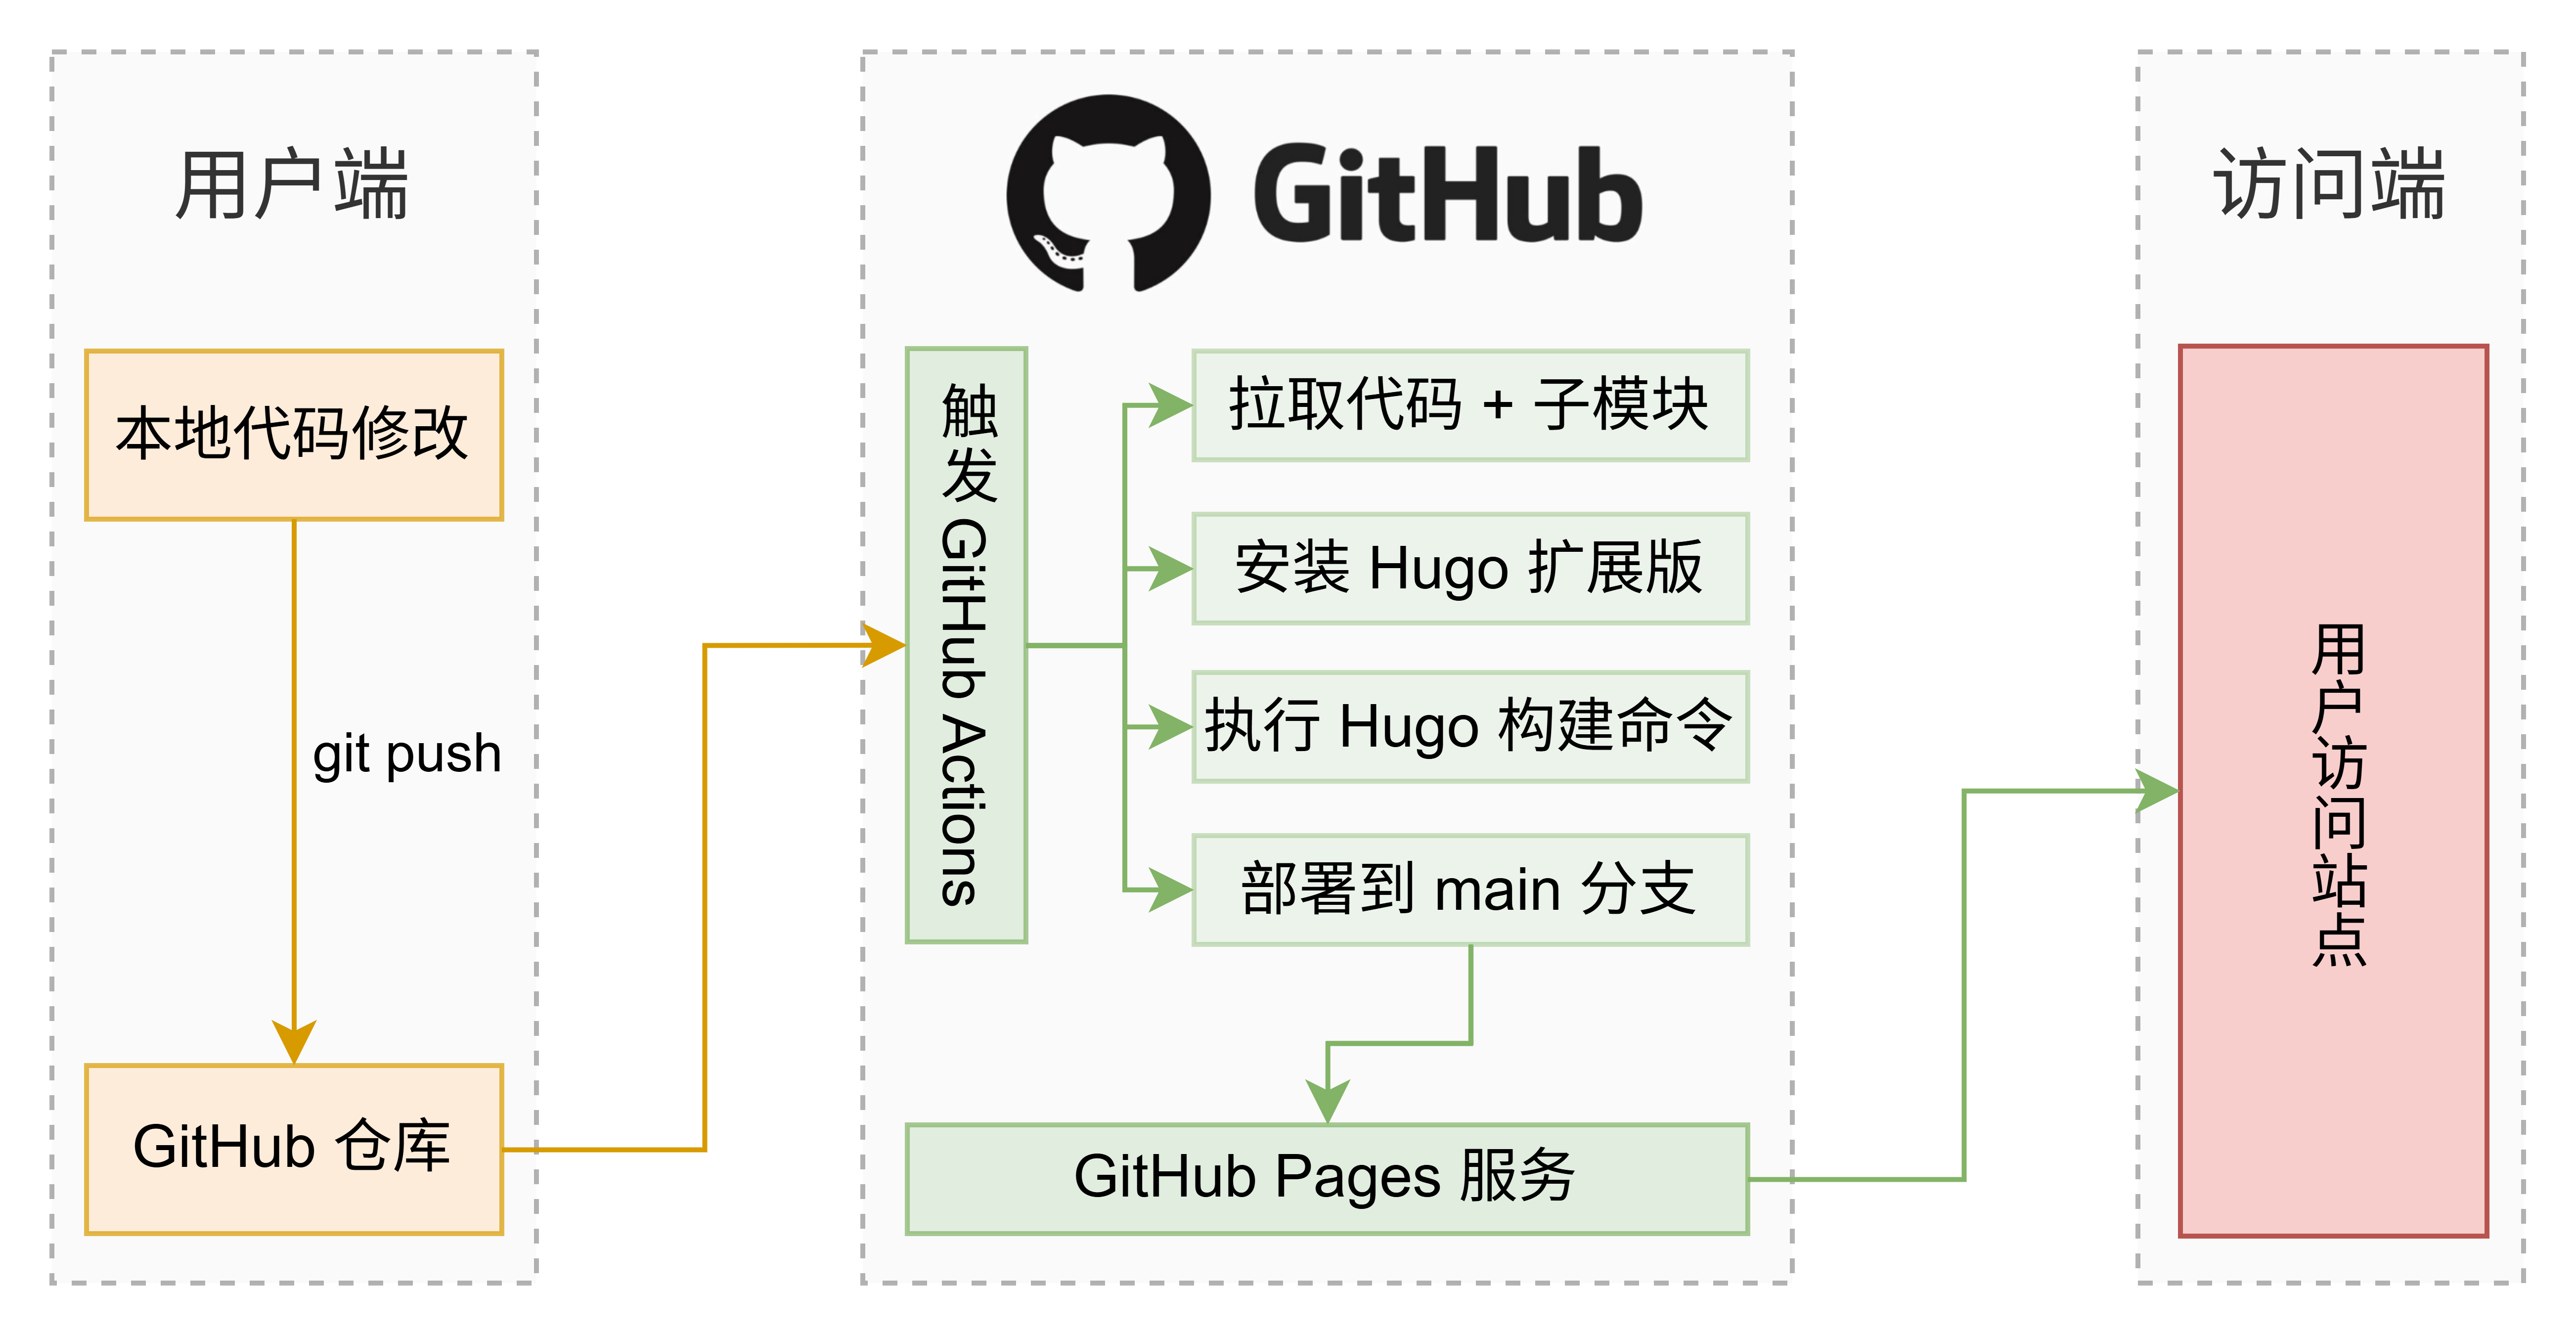 用户端
本地代码修改
git push
GitHub 仓库
GitHub
触发 GitHub Actions
拉取代码 + 子模块
安装 Hugo 扩展版
执行 Hugo 构建命令
部署到 main 分支
GitHub Pages 服务
访问端
用户访问站点